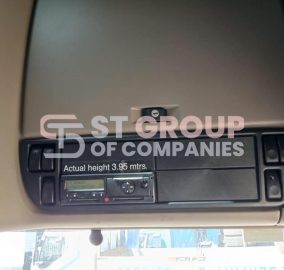 ST GROUP
OF COMPANIES
Actual height 3.95 mtrs.